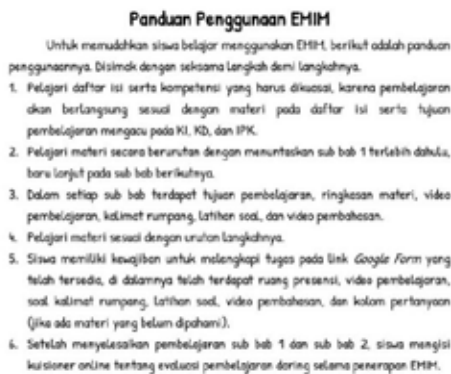 Panduan Penggunaan EMIM
Untuk memudahkan siswa belajar menggunakan EMIM, berikut adalah panduan
penggunaannya. Disimak dengan seksama langkah demi langkahnya.
1. Pelajari daftar isi serta kompetensi yang harus dikuasai, karena pembelajaran
akan berlangsung sesuai dengan materi pada daftar isi serta tujuan
pembelajaran mengacu pada KI, KD, dan IPK.
2. Pelajari materi secara berurutan dengan menuntaskan sub bab 1 terlebih dahulu,
baru lanjut pada sub bab berikutnya.
3. Dalam setiap sub bab terdapat tujuan pembelajaran, ringkasan materi, video
pembelajaran, kalimat rumpang, latihan soal, dan video pembahasan.
4. Pelajari materi sesuai dengan urutan langkahnya.
5. Siswa memiliki kewajiban untuk melengkapi tugas pada link Google Form yang
telah tersedia, di dalamnya telah terdapat ruang presensi, video pembelajaran,
soal kalimat rumpang, latihan soal, video pembahasan, dan kolom pertanyaan
(jika ada materi yang belum dipahami).
6. Setelah menyelesaikan pembelajaran sub bab 1 dan sub bab 2, siswa mengisi
kuisioner online tentang evaluasi pembelajaran daring selama penerapan EMIM.